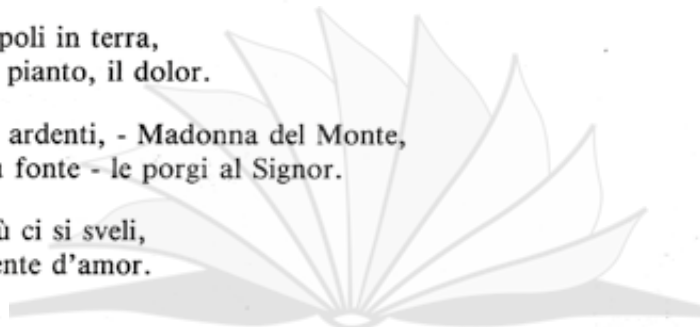 poli in terra,
pianto, il dolor.
ardenti, - Madonna del Monte,
fonte - le porgi al Signor.
ci si sveli,
d'amor.